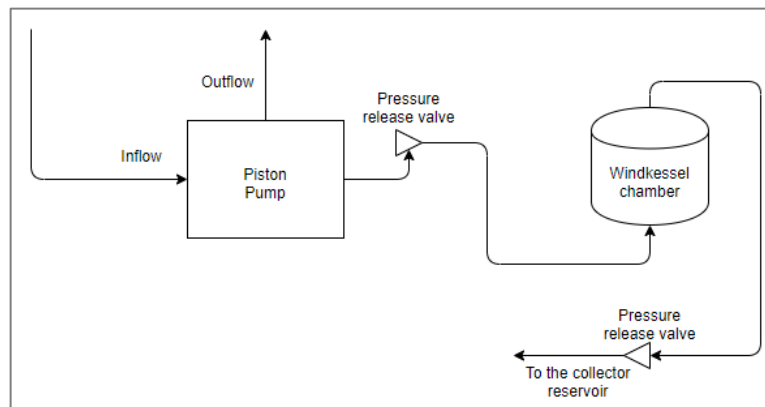 Outflow
Pressure
release valve
Inflow
Piston
Pump
Windkessel
chamber
Pressure
release valve
To the collector
reservoir